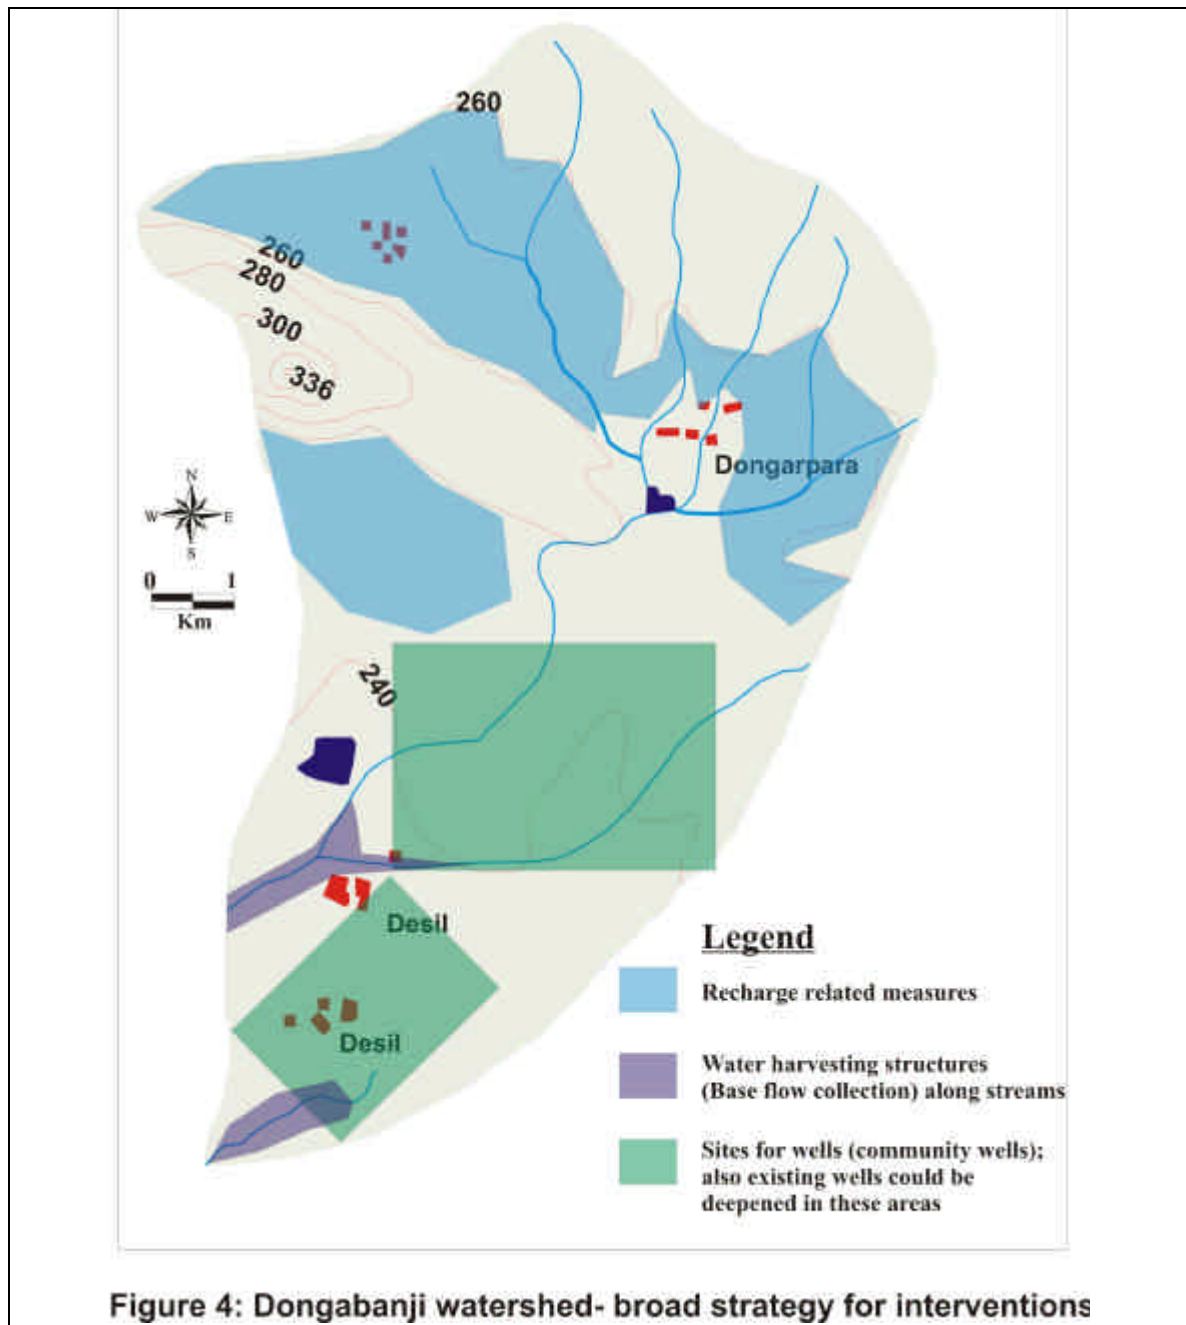 260
260
280
300
336
Dongarpara
N
W E
S
0 1
Km
240
Desil
Legend
Recharge related measures
Desil
Water harvesting structures
(Base flow collection) along streams
Sites for wells (community wells);
also existing wells could be
deepened in these areas
Figure 4: Dongabanji watershed- broad strategy for interventions